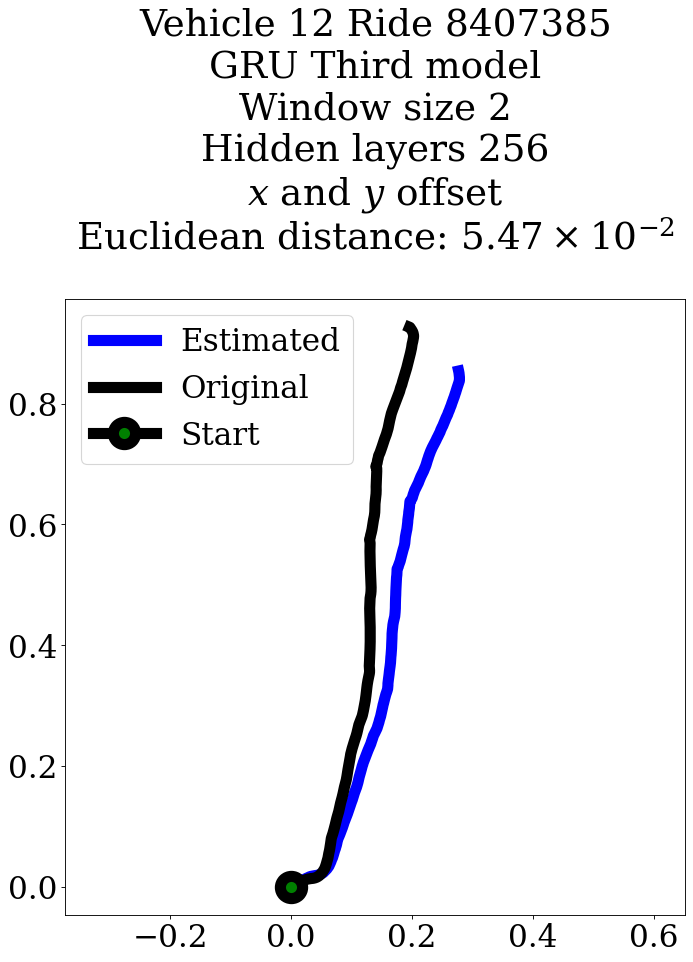 Vehicle 12 Ride 8407385
GRU Third model
Window size 2
Hidden layers 256
x and y offset
Euclidean distance: 5.47 × 10⁻²
Estimated
Original
Start
0.8
0.6
0.4
0.2
0.0
−0.2 0.0 0.2 0.4 0.6